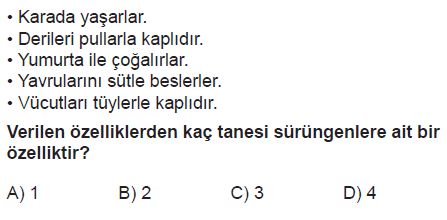 • Karada yaşarlar.
• Derileri pullarla kaplıdır.
• Yumurta ile çoğalırlar.
• Yavrularını sütle beslerler.
• Vücutları tüylerle kaplıdır.
Verilen özelliklerden kaç tanesi sürüngenlere ait bir
özelliktir?
A) 1 B) 2 C) 3 D) 4